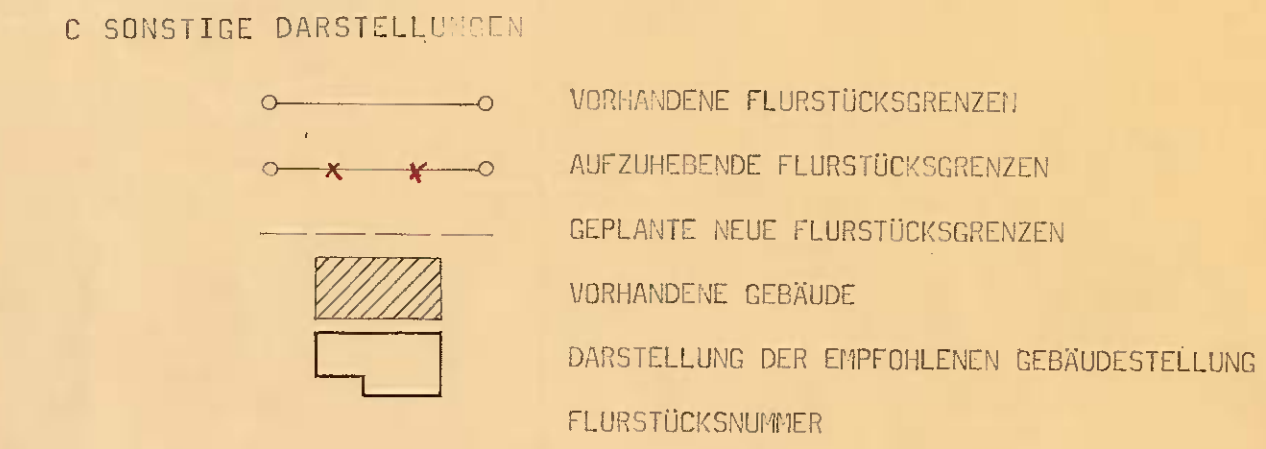 C SONSTIGE DARSTELLUNGEN
VORHANDENE FLURSTÜCKSGRENZEN
AUFZUHEBENDE FLURSTÜCKSGRENZEN
GEPLANTE NEUE FLURSTÜCKSGRENZEN
VORHANDENE GEBÄUDE
DARSTELLUNG DER EMPFOHLENEN GEBÄUDESTELLUNG
FLURSTÜCKSNUMMER